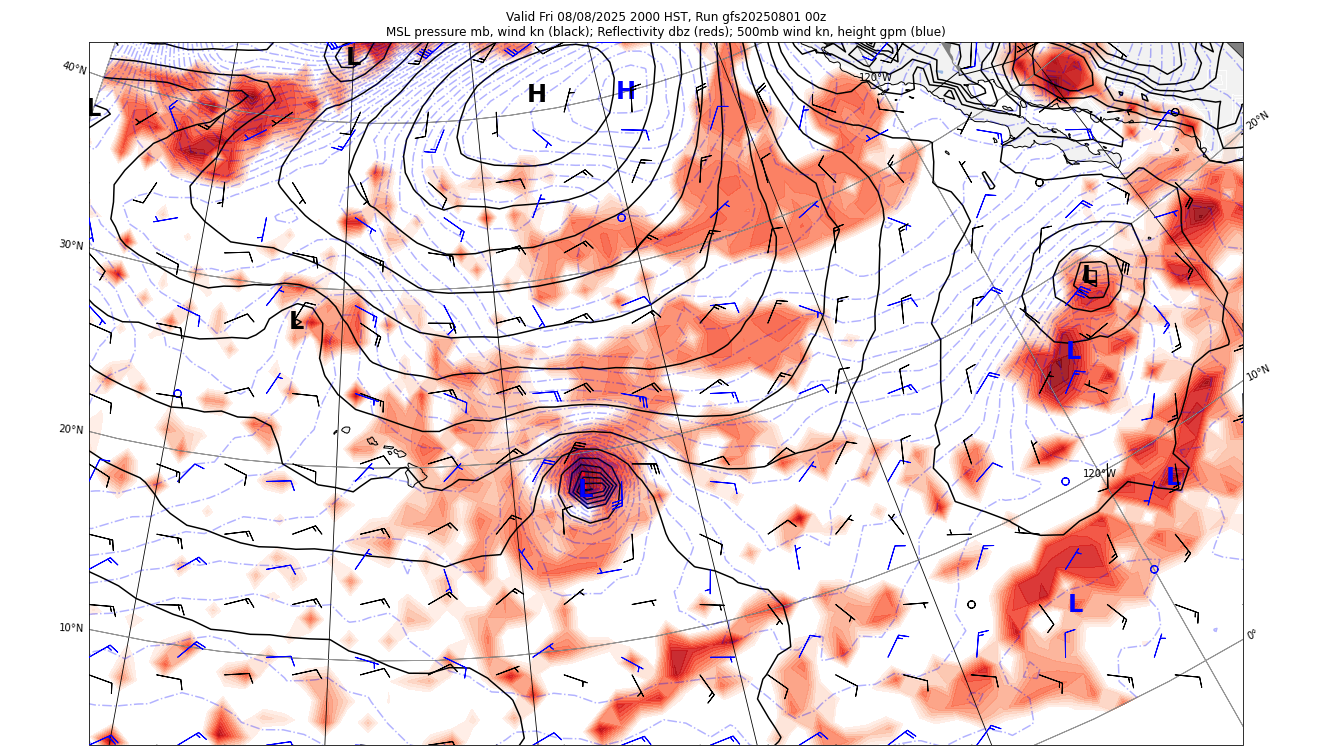 Valid Fri 08/08/2025 2000 HST, Run gfs20250801 00z
MSL pressure mb, wind kn (black); Reflectivity dbz (reds); 500mb wind kn, height gpm (blue)
L
40°N
120°W
H
H
L
20°N
30°N
L
L
L
10°N
20°N
120°W
L
L
L
10°N
0°